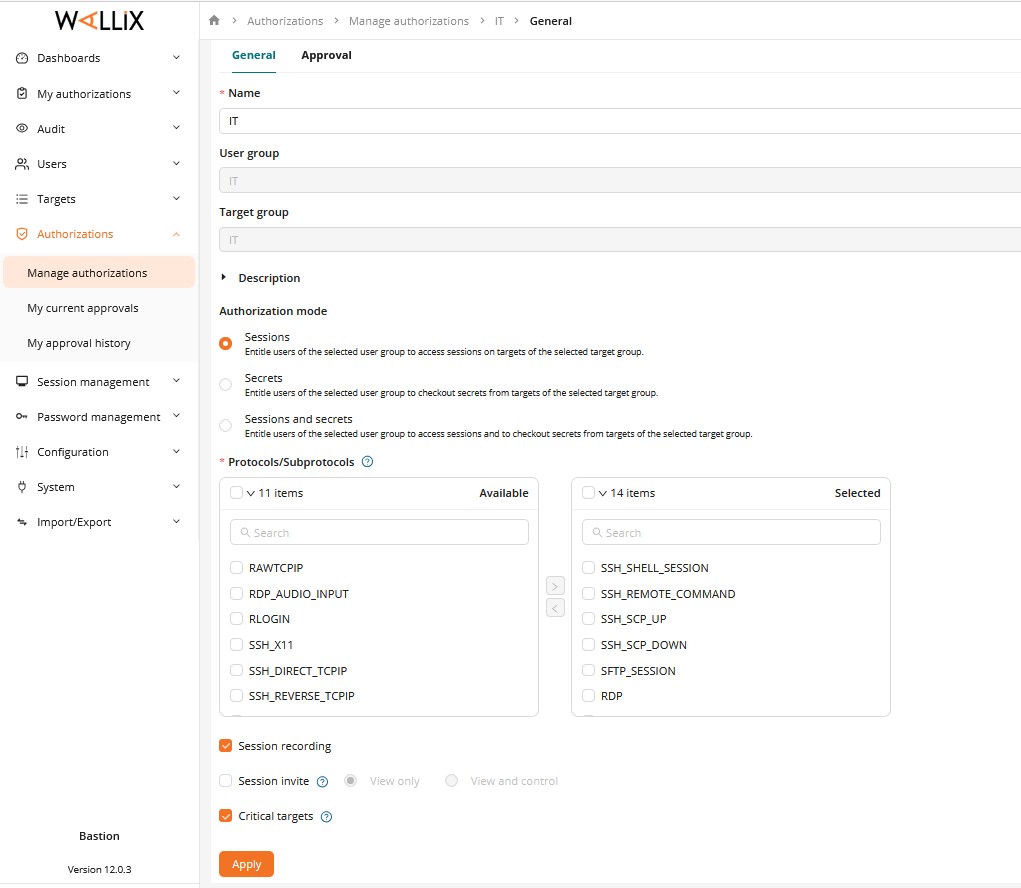 WALLIX
Authorizations
Manage authorizations
IT
General
Dashboards
My authorizations
Audit
Users
Targets
Authorizations
Manage authorizations
My current approvals
My approval history
Session management
Password management
Configuration
System
Import/Export
Bastion
Version 12.0.3
General
Approval
* Name
IT
User group
IT
Target group
IT
Description
Authorization mode
Sessions
Entitle users of the selected user group to access sessions on targets of the selected target group.
Secrets
Entitle users of the selected user group to checkout secrets from targets of the selected target group.
Sessions and secrets
Entitle users of the selected user group to access sessions and to checkout secrets from targets of the selected target group.
* Protocols/Subprotocols ?
11 items
Available
Search
RAWTCPIP
RDP_AUDIO_INPUT
RLOGIN
SSH_X11
SSH_DIRECT_TCPIP
SSH_REVERSE_TCPIP
14 items
Selected
Search
SSH_SHELL_SESSION
SSH_REMOTE_COMMAND
SSH_SCP_UP
SSH_SCP_DOWN
SFTP_SESSION
RDP
Session recording
Session invite ? View only View and control
Critical targets ?
Apply